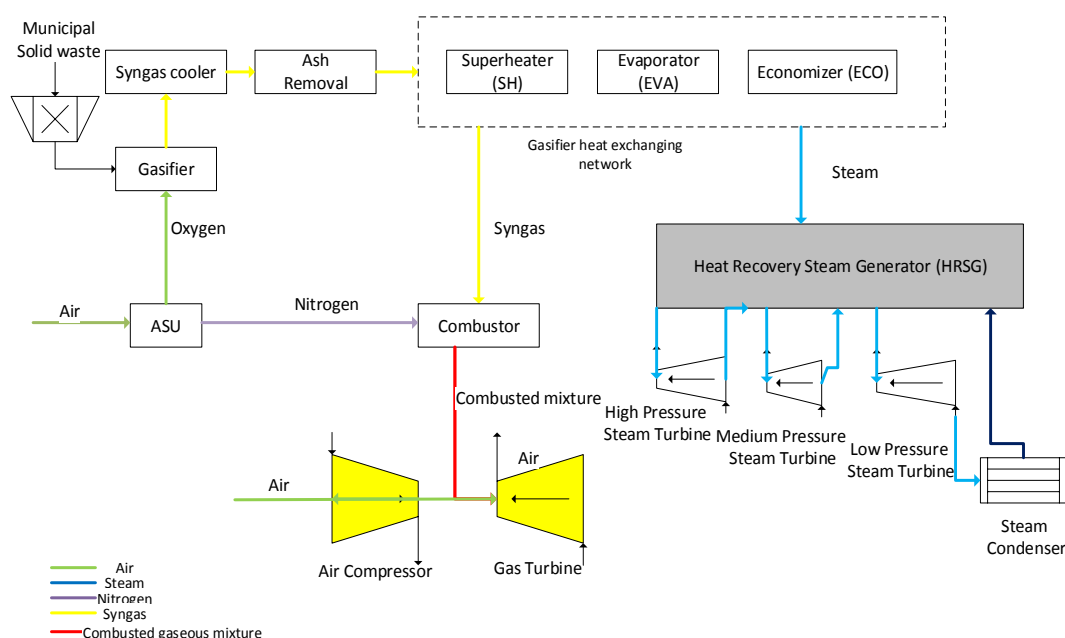 Municipal
Solid waste
Syngas cooler
Ash
Removal
Superheater
(SH)
Evaporator
(EVA)
Economizer (ECO)
Gasifier heat exchanging
network
Gasifier
Steam
Oxygen
Syngas
Heat Recovery Steam Generator (HRSG)
Air
ASU
Nitrogen
Combustor
Combusted mixture
High Pressure
Steam Turbine
Medium Pressure
Steam Turbine
Low Pressure
Steam Turbine
Air
Air
Steam
Condenser
Air Compressor
Gas Turbine
Air
Steam
Nitrogen
Syngas
Combusted gaseous mixture